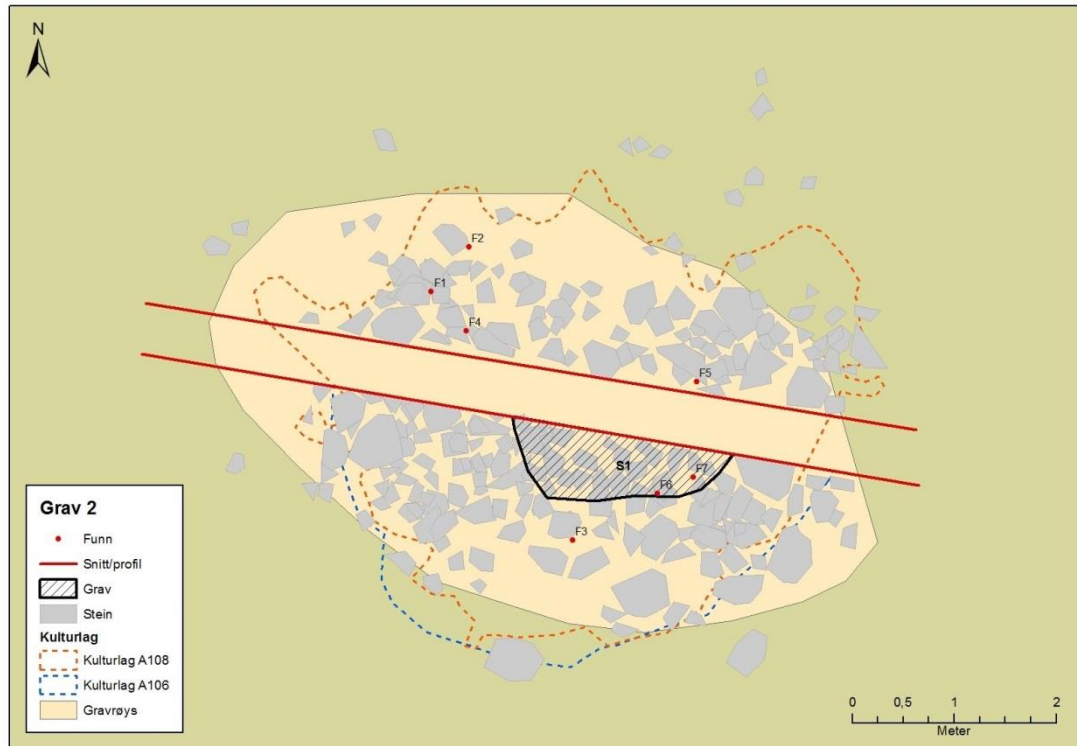 N
F2
F1
F4
F5
S1
F7
F6
F3
Grav 2
Funn
Snitt/profil
Grav
Stein
Kulturlag
Kulturlag A108
Kulturlag A106
Gravrøys
0 0,5 1 2
Meter